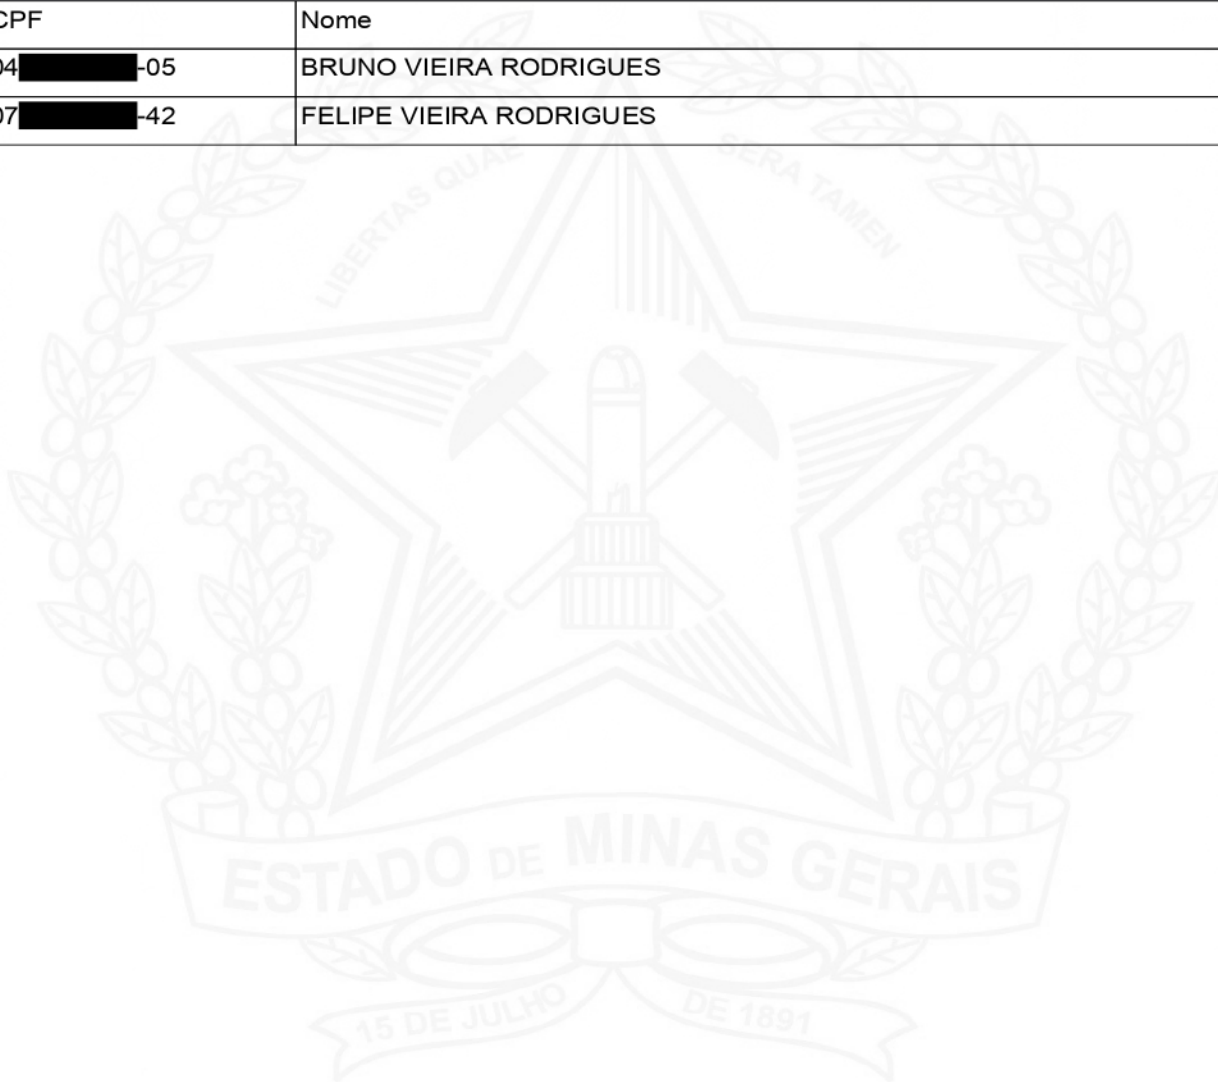 CPF Nome
04 -05 BRUNO VIEIRA RODRIGUES
07 -42 FELIPE VIEIRA RODRIGUES
LIBERTAS QUAE SERA TAMEN
ESTADO DE MINAS GERAIS
15 DE JULHO DE 1891